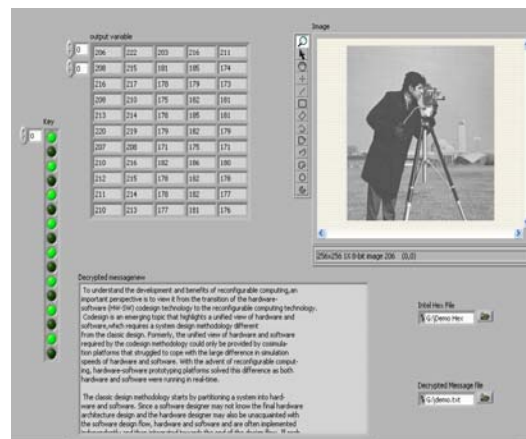 output variable
Image
0 206 222 203 216 211
0 208 215 181 185 174
216 217 178 179 173
208 210 175 182 181
213 214 178 185 181
220 219 179 182 179
207 208 171 175 171
210 216 182 186 180
212 215 178 182 181
211 214 178 182 177
210 213 177 181 176
Key
0
256x256 1X 8-bit image 206 (0,0)
Decrypted messagenew
To understand the development and benefits of reconfigurable computing,an
important perspective is to view it from the transition of the hardware-
software (HW-SW) codesign technology to the reconfigurable computing technology.
Codesign is an emerging topic that highlights a unified view of hardware and
software,which requires a system design methodology different
from the classic design. Formerly, the unified view of hardware and software
required by the codesign methodology could only be provided by cosimula-
tion platforms that struggled to cope with the large difference in simulation
speeds of hardware and software. With the advent of reconfigurable comput-
ing, hardware-software prototyping platforms solved this difference as both
hardware and software were running in real-time.
The classic design methodology starts by partitioning a system into hard-
ware and software. Since a software designer may not know the final hardware
architecture design and the hardware designer may also be unacquainted with
the software design flow, hardware and software are often implemented
Intel Hex File
G:\Demo Hex
Decrypted Message file
G:\demo.txt